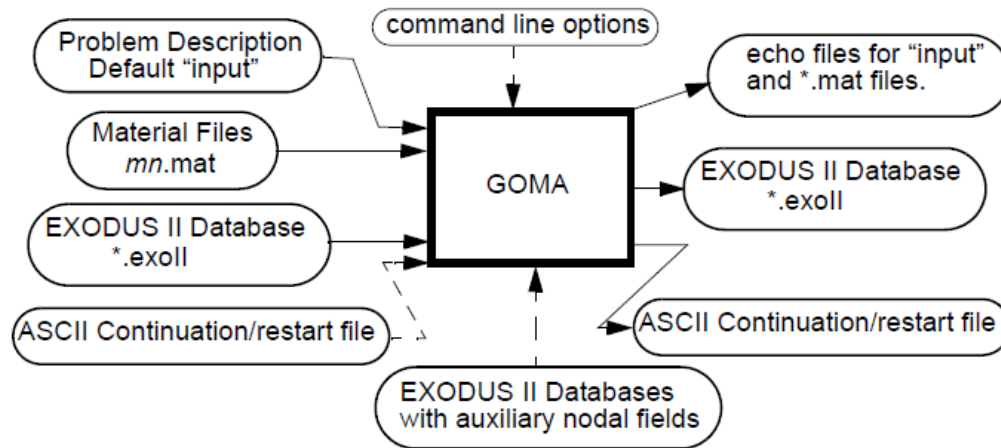 command line options
Problem Description
Default “input”
echo files for “input”
and *.mat files.
Material Files
mn.mat
GOMA
EXODUS II Database
*.exoII
EXODUS II Database
*.exoII
ASCII Continuation/restart file
ASCII Continuation/restart file
EXODUS II Databases
with auxiliary nodal fields